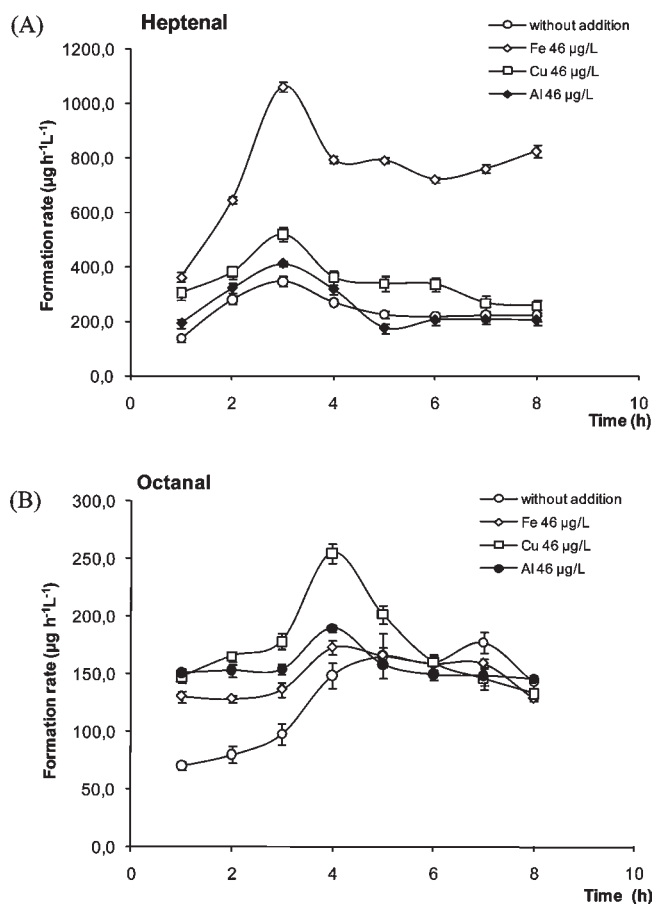 (A)
Heptenal
without addition
Fe 46 µg/L
Cu 46 µg/L
Al 46 µg/L
Formation rate (µg h⁻¹L⁻¹)
1200,0
1000,0
800,0
600,0
400,0
200,0
0,0
0 2 4 6 8 10
Time (h)
(B)
Octanal
without addition
Fe 46 µg/L
Cu 46 µg/L
Al 46 µg/L
Formation rate (µg h⁻¹L⁻¹)
300,0
250,0
200,0
150,0
100,0
50,0
0,0
0 2 4 6 8 10
Time (h)